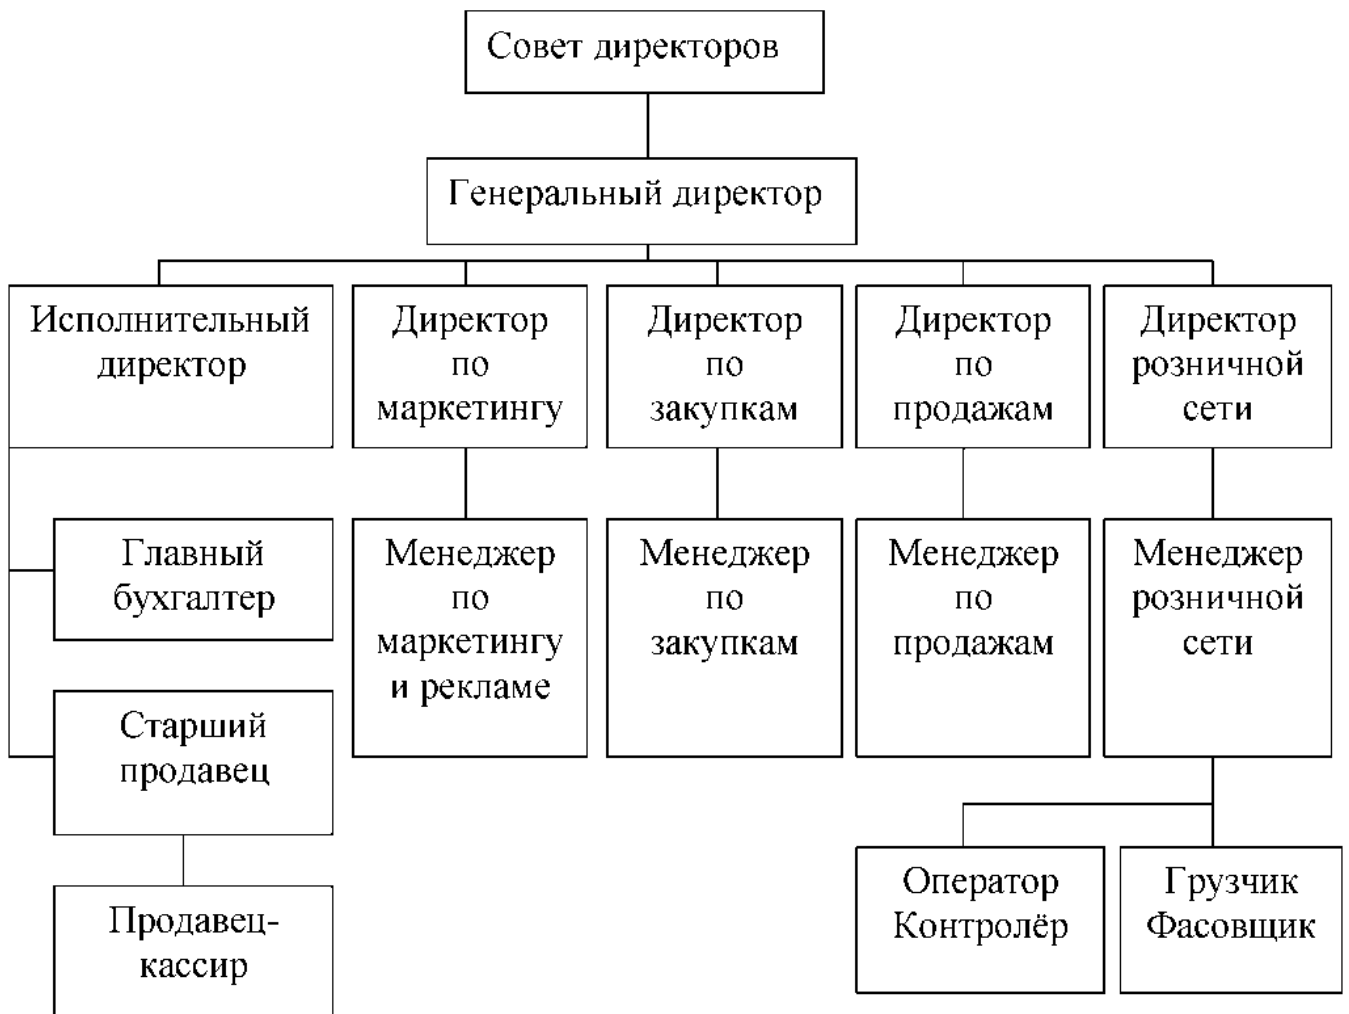 Совет директоров
Генеральный директор
Исполнительный
директор
Директор
по
маркетингу
Директор
по
закупкам
Директор
по
продажам
Директор
розничной
сети
Главный
бухгалтер
Менеджер
по
маркетингу
и рекламе
Менеджер
по
закупкам
Менеджер
по
продажам
Менеджер
розничной
сети
Старший
продавец
Продавец-
кассир
Оператор
Контролёр
Грузчик
Фасовщик